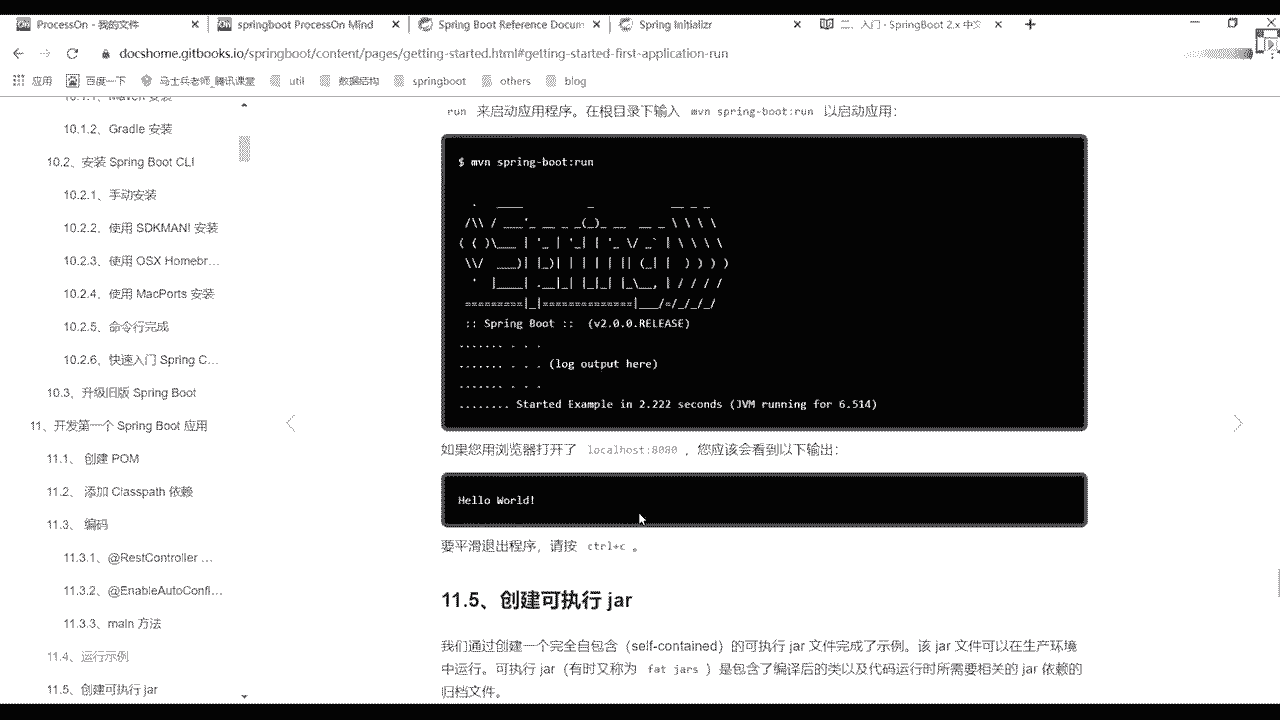 ProcessOn - 我的文件
springboot ProcessOn Mind
Spring Boot Reference Docum
Spring Initializr
二、入门 - SpringBoot 2.x 中文
docshome.gitbooks.io/springboot/content/pages/getting-started.html#getting-started-first-application-run
应用
百度一下
马士兵老师_腾讯课堂
util
数据结构
springboot
others
blog
10.1.1、Maven 安装
10.1.2、Gradle 安装
10.2、安装 Spring Boot CLI
10.2.1、手动安装
10.2.2、使用 SDKMAN! 安装
10.2.3、使用 OSX Homebr…
10.2.4、使用 MacPorts 安装
10.2.5、命令行完成
10.2.6、快速入门 Spring C…
10.3、升级旧版 Spring Boot
11、开发第一个 Spring Boot 应用
11.1、 创建 POM
11.2、 添加 Classpath 依赖
11.3、 编码
11.3.1、@RestController …
11.3.2、@EnableAutoConfi…
11.3.3、main 方法
11.4、运行示例
11.5、创建可执行 jar
run 来启动应用程序。在根目录下输入 mvn spring-boot:run 以启动应用：
$ mvn spring-boot:run
:: Spring Boot :: (v2.0.0.RELEASE)
....... . . .
....... . . . (log output here)
....... . . .
........ Started Example in 2.222 seconds (JVM running for 6.514)
如果您用浏览器打开了 localhost:8080 ，您应该会看到以下输出：
Hello World!
要平滑退出程序，请按 ctrl+c 。
11.5、创建可执行 jar
我们通过创建一个完全自包含（self-contained）的可执行 jar 文件完成了示例。该 jar 文件可以在生产环境
中运行。可执行 jar（有时又称为 fat jars ）是包含了编译后的类以及代码运行时所需要相关的 jar 依赖的
归档文件。